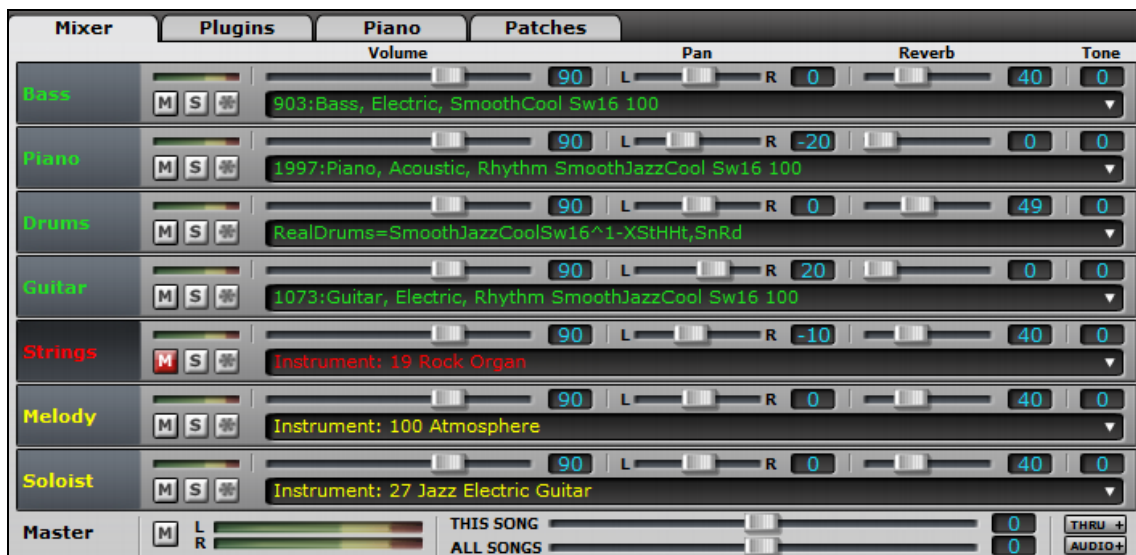 Mixer Plugins Piano Patches
Volume Pan Reverb Tone
Bass 90 L R 0 40 0
M S 903:Bass, Electric, SmoothCool Sw16 100
Piano 90 L R -20 0 0
M S 1997:Piano, Acoustic, Rhythm SmoothJazzCool Sw16 100
Drums 90 L R 0 49 0
M S RealDrums=SmoothJazzCoolSw16^1-XStHHt,SnRd
Guitar 90 L R 20 0 0
M S 1073:Guitar, Electric, Rhythm SmoothJazzCool Sw16 100
Strings 90 L R -10 40 0
M S Instrument: 19 Rock Organ
Melody 90 L R 0 40 0
M S Instrument: 100 Atmosphere
Soloist 90 L R 0 40 0
M S Instrument: 27 Jazz Electric Guitar
Master M L THIS SONG 0 THRU +
R ALL SONGS 0 AUDIO+